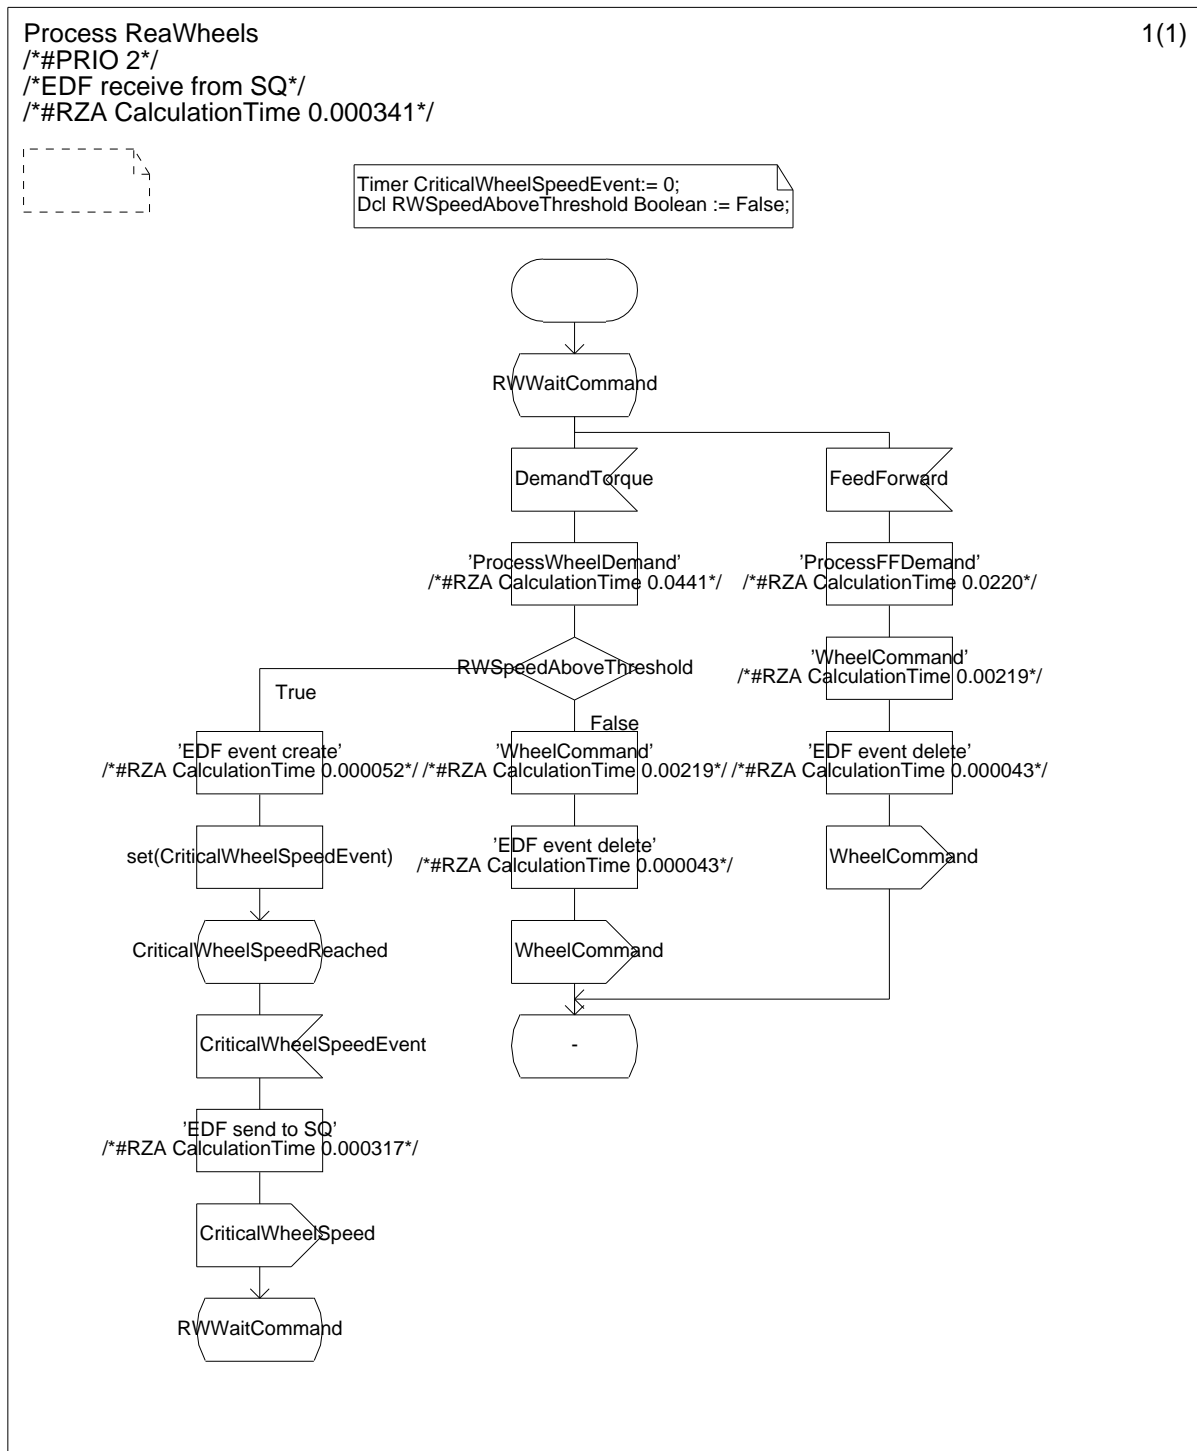 Process ReaWheels
1(1)
/*#PRIO 2*/
/*EDF receive from SQ*/
/*#RZA CalculationTime 0.000341*/
Timer CriticalWheelSpeedEvent:= 0;
Dcl RWSpeedAboveThreshold Boolean := False;
RWWaitCommand
DemandTorque
FeedForward
'ProcessWheelDemand'
/*#RZA CalculationTime 0.0441*/
'ProcessFFDemand'
/*#RZA CalculationTime 0.0220*/
RWSpeedAboveThreshold
'WheelCommand'
/*#RZA CalculationTime 0.00219*/
True
False
'EDF event create'
/*#RZA CalculationTime 0.000052*/
'WheelCommand'
/*#RZA CalculationTime 0.00219*/
'EDF event delete'
/*#RZA CalculationTime 0.000043*/
set(CriticalWheelSpeedEvent)
'EDF event delete'
/*#RZA CalculationTime 0.000043*/
WheelCommand
CriticalWheelSpeedReached
WheelCommand
CriticalWheelSpeedEvent
-
'EDF send to SQ'
/*#RZA CalculationTime 0.000317*/
CriticalWheelSpeed
RWWaitCommand